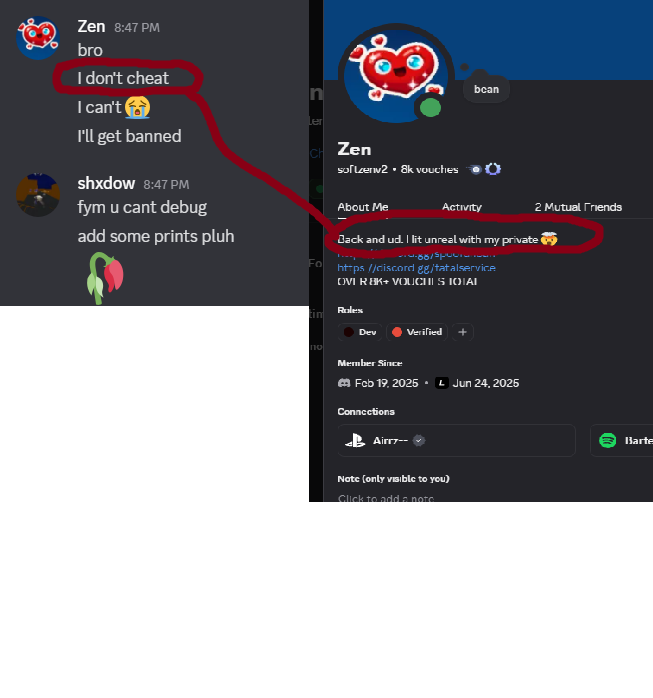 Zen 8:47 PM
bro
I don't cheat
I can't 😭
I'll get banned
shxdow 8:47 PM
fym u cant debug
add some prints pluh
bean
Zen
softzenv2 • 8k vouches
About Me Activity 2 Mutual Friends
Back and ud. I hit unreal with my private 🤯
https://discord.gg/fatalservice
OVER 8K+ VOUCHES TOTAL
Roles
Dev Verified +
Member Since
Feb 19, 2025 • L Jun 24, 2025
Connections
Airrz--
Note (only visible to you)
Click to add a note